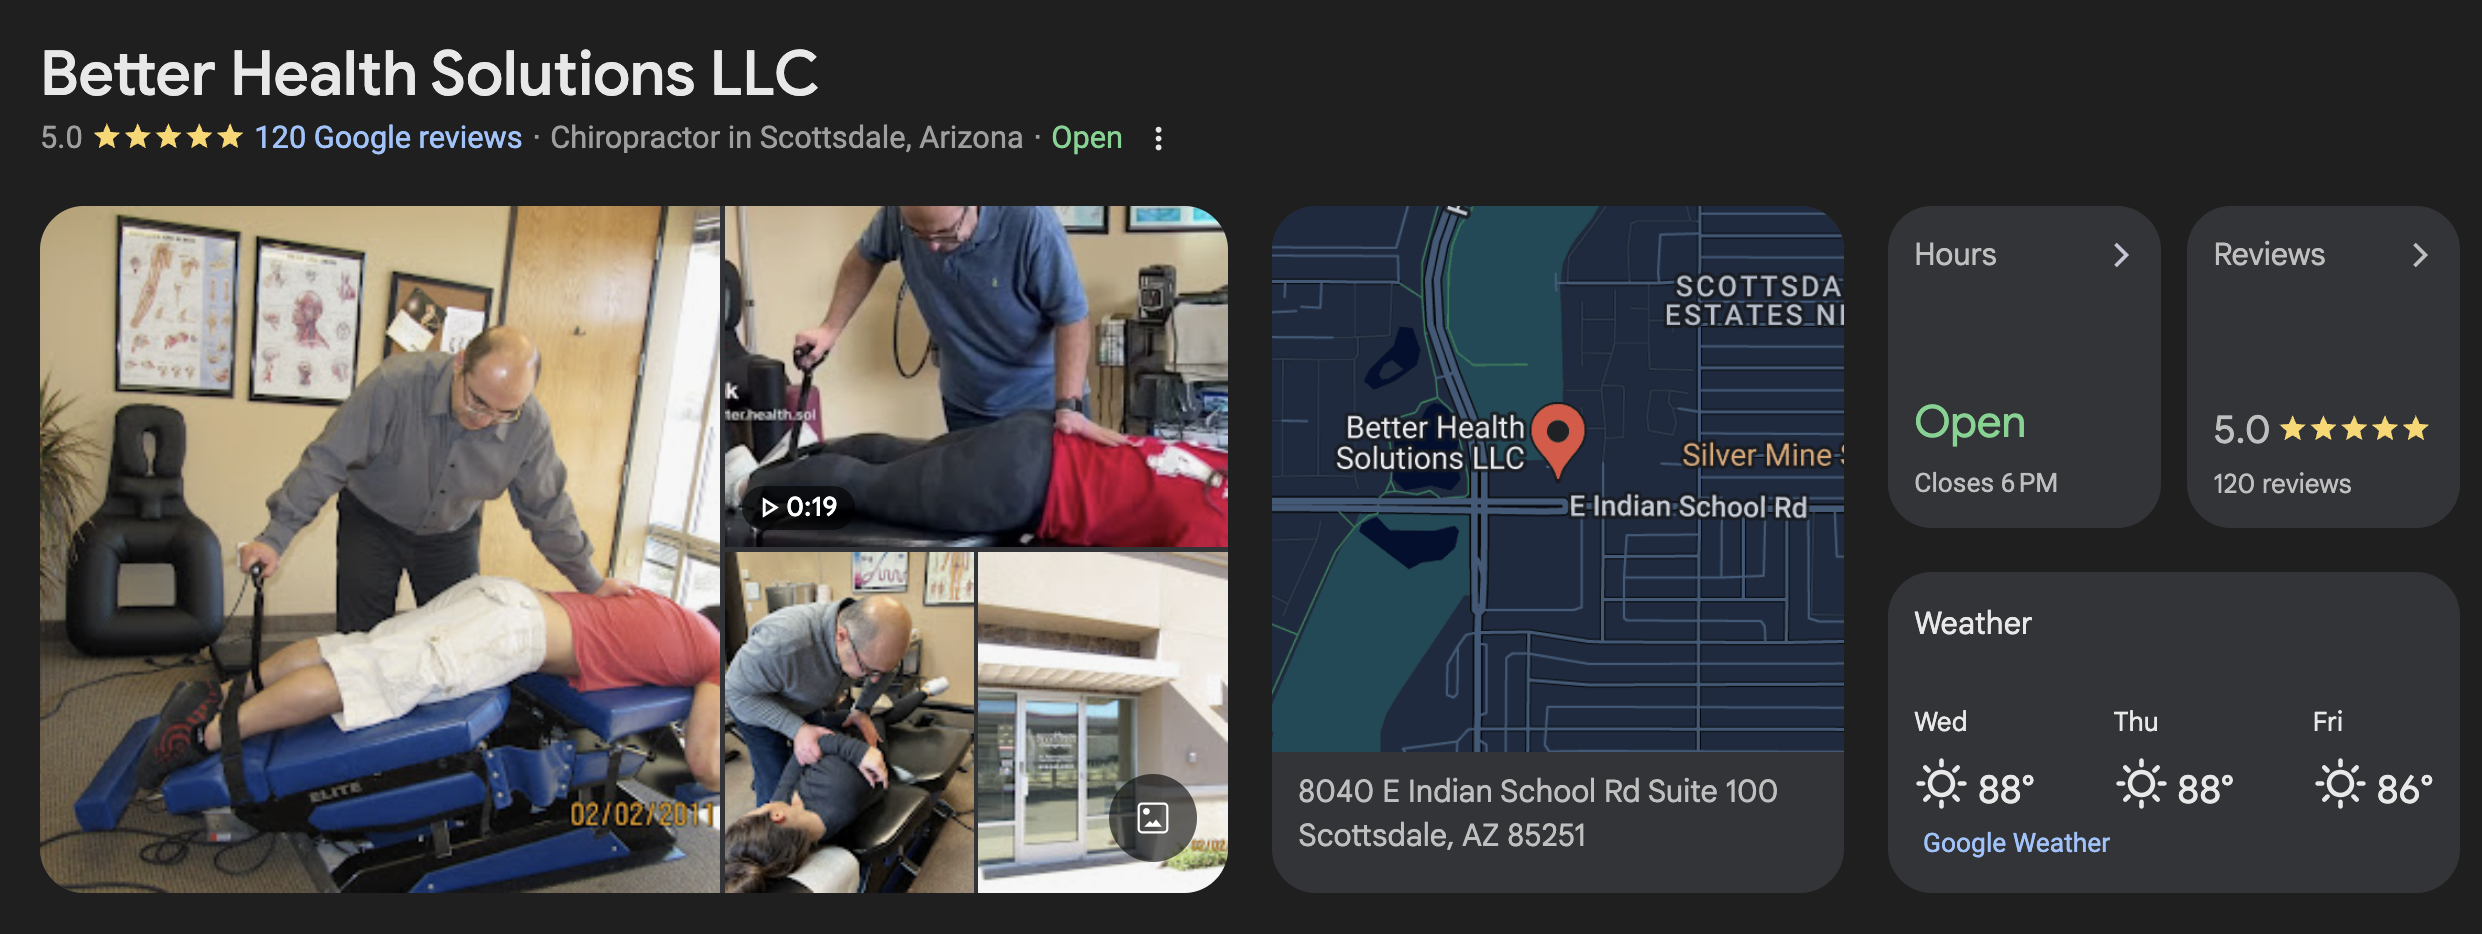 Better Health Solutions LLC
5.0 120 Google reviews · Chiropractor in Scottsdale, Arizona · Open
k
ter.health.sol
0:19
ELITE
02/02/2011
SCOTTSDA
ESTATES N
Better Health
Solutions LLC
Silver Mine
E Indian School Rd
8040 E Indian School Rd Suite 100
Scottsdale, AZ 85251
Hours
Open
Closes 6 PM
Reviews
5.0
120 reviews
Weather
Wed Thu Fri
88° 88° 86°
Google Weather